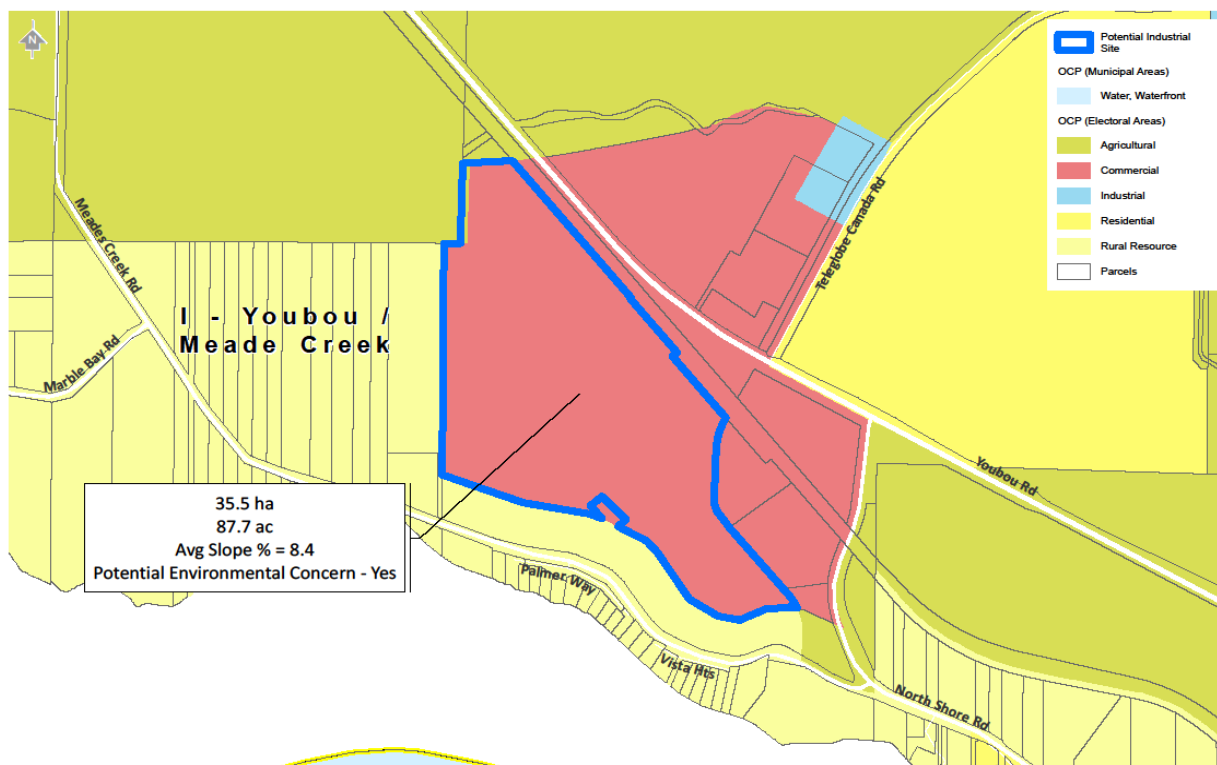 N
Potential Industrial
Site
OCP (Municipal Areas)
Water, Waterfront
OCP (Electoral Areas)
Agricultural
Commercial
Industrial
Residential
Rural Resource
Parcels
Teleglobe Canada Rd
Meades Creek Rd
I - Youbou /
Meade Creek
Marble Bay Rd
Youbou Rd
35.5 ha
87.7 ac
Avg Slope % = 8.4
Potential Environmental Concern - Yes
Palmer Way
Vista Hts
North Shore Rd